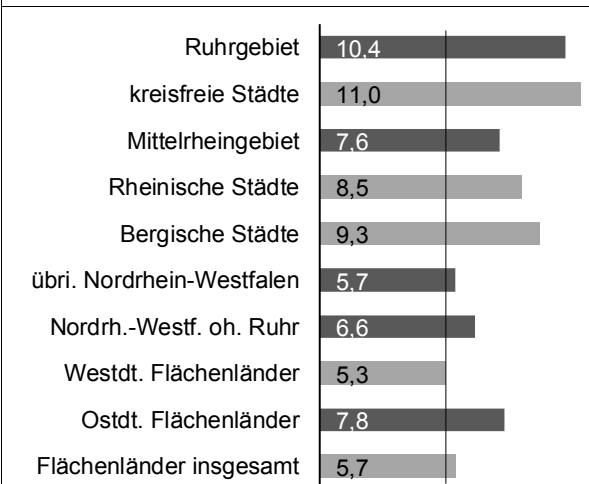 Ruhrgebiet 10,4
kreisfreie Städte 11,0
Mittelrheingebiet 7,6
Rheinische Städte 8,5
Bergische Städte 9,3
übri. Nordrhein-Westfalen 5,7
Nordrh.-Westf. oh. Ruhr 6,6
Westdt. Flächenländer 5,3
Ostdt. Flächenländer 7,8
Flächenländer insgesamt 5,7